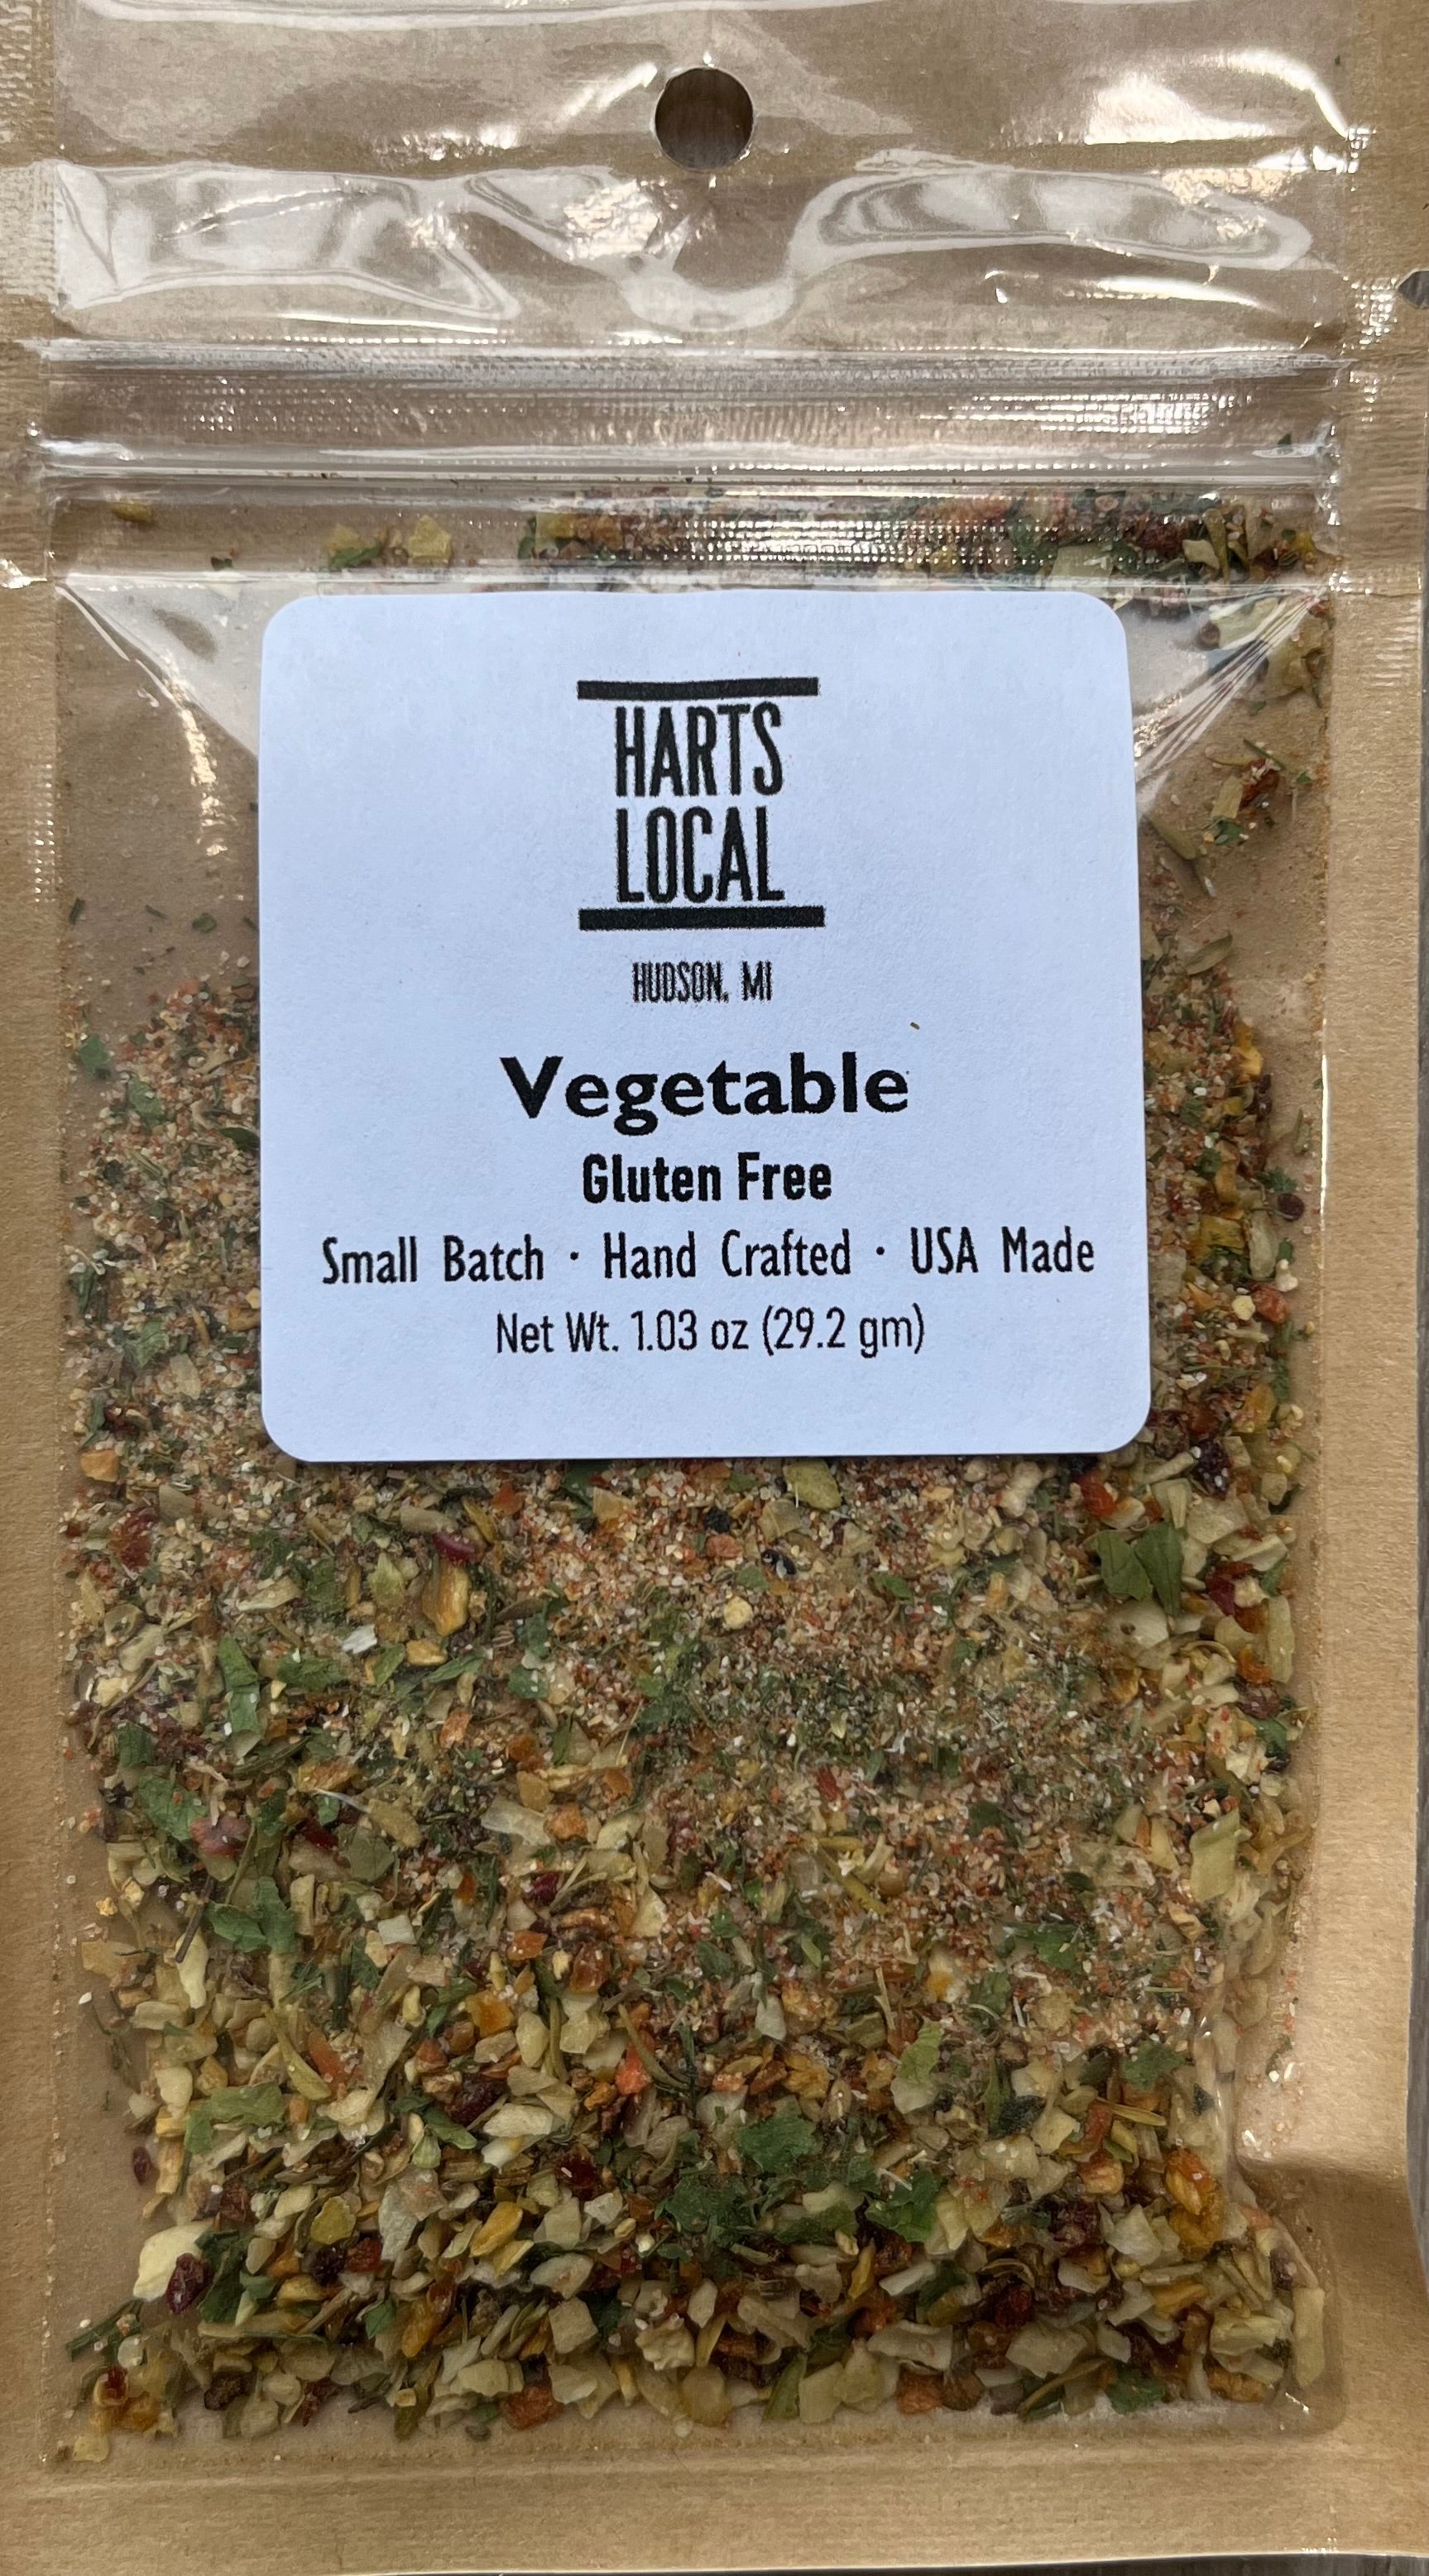 HARTS
LOCAL
HUDSON, MI
Vegetable
Gluten Free
Small Batch · Hand Crafted · USA Made
Net Wt. 1.03 oz (29.2 gm)